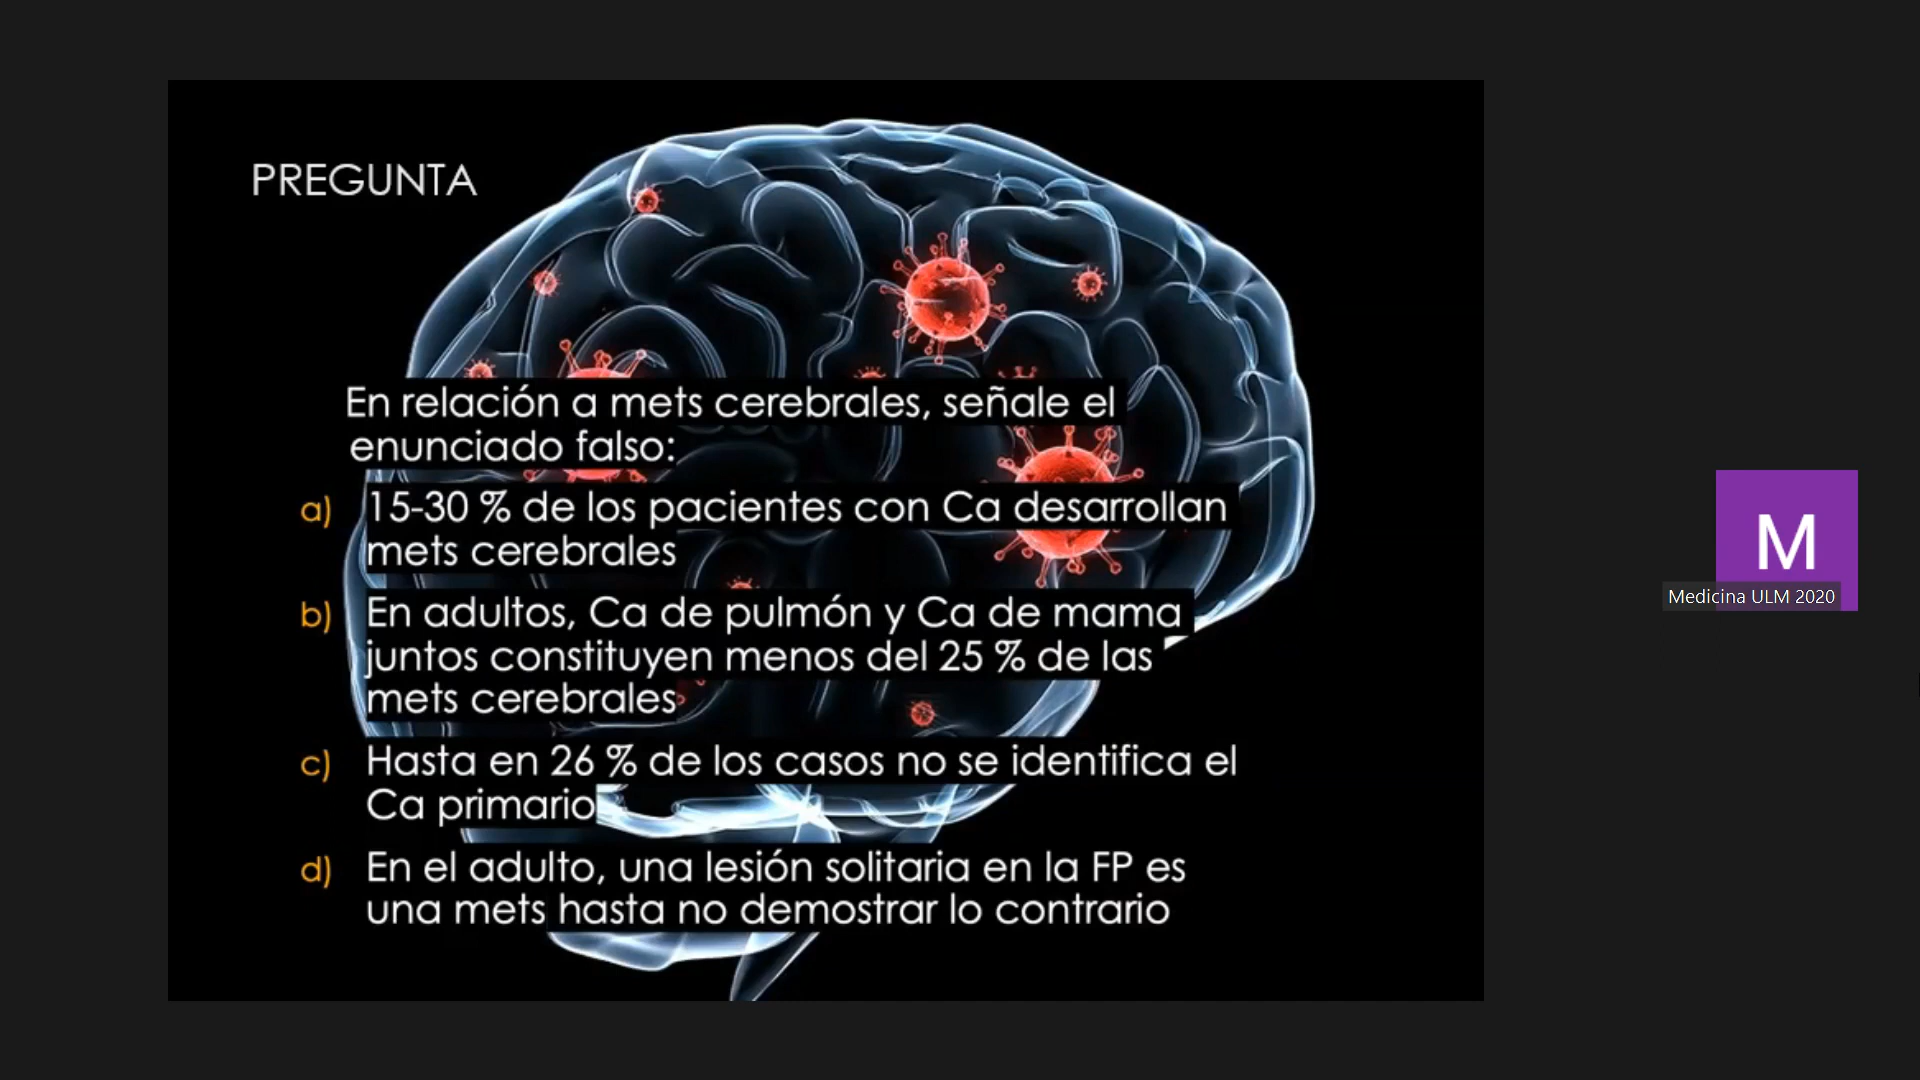 PREGUNTA
En relación a mets cerebrales, señale el
enunciado falso:
a) 15-30 % de los pacientes con Ca desarrollan
mets cerebrales
b) En adultos, Ca de pulmón y Ca de mama
juntos constituyen menos del 25 % de las
mets cerebrales
c) Hasta en 26 % de los casos no se identifica el
Ca primario
d) En el adulto, una lesión solitaria en la FP es
una mets hasta no demostrar lo contrario
M
Medicina ULM 2020